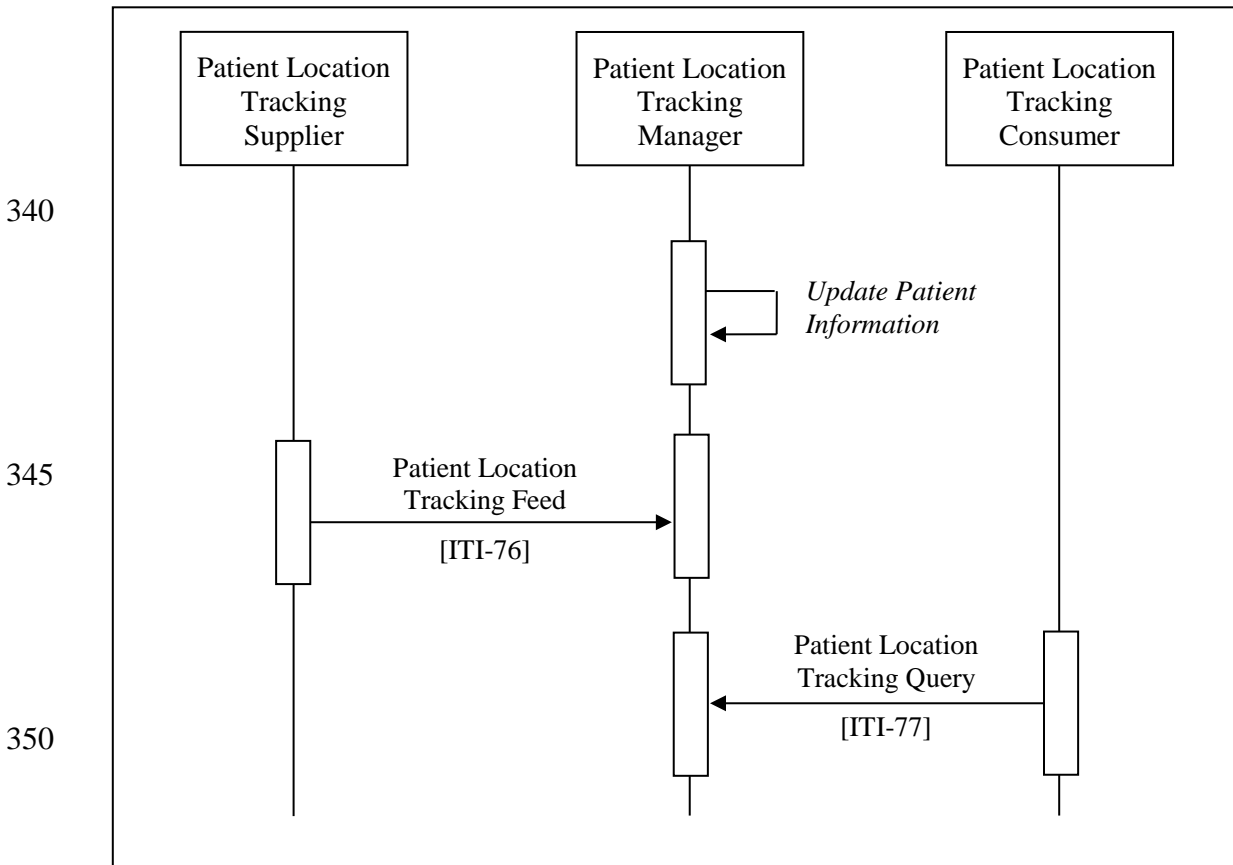 Patient Location
Tracking
Supplier
Patient Location
Tracking
Manager
Patient Location
Tracking
Consumer
340
Update Patient
Information
345
Patient Location
Tracking Feed
[ITI-76]
Patient Location
Tracking Query
[ITI-77]
350